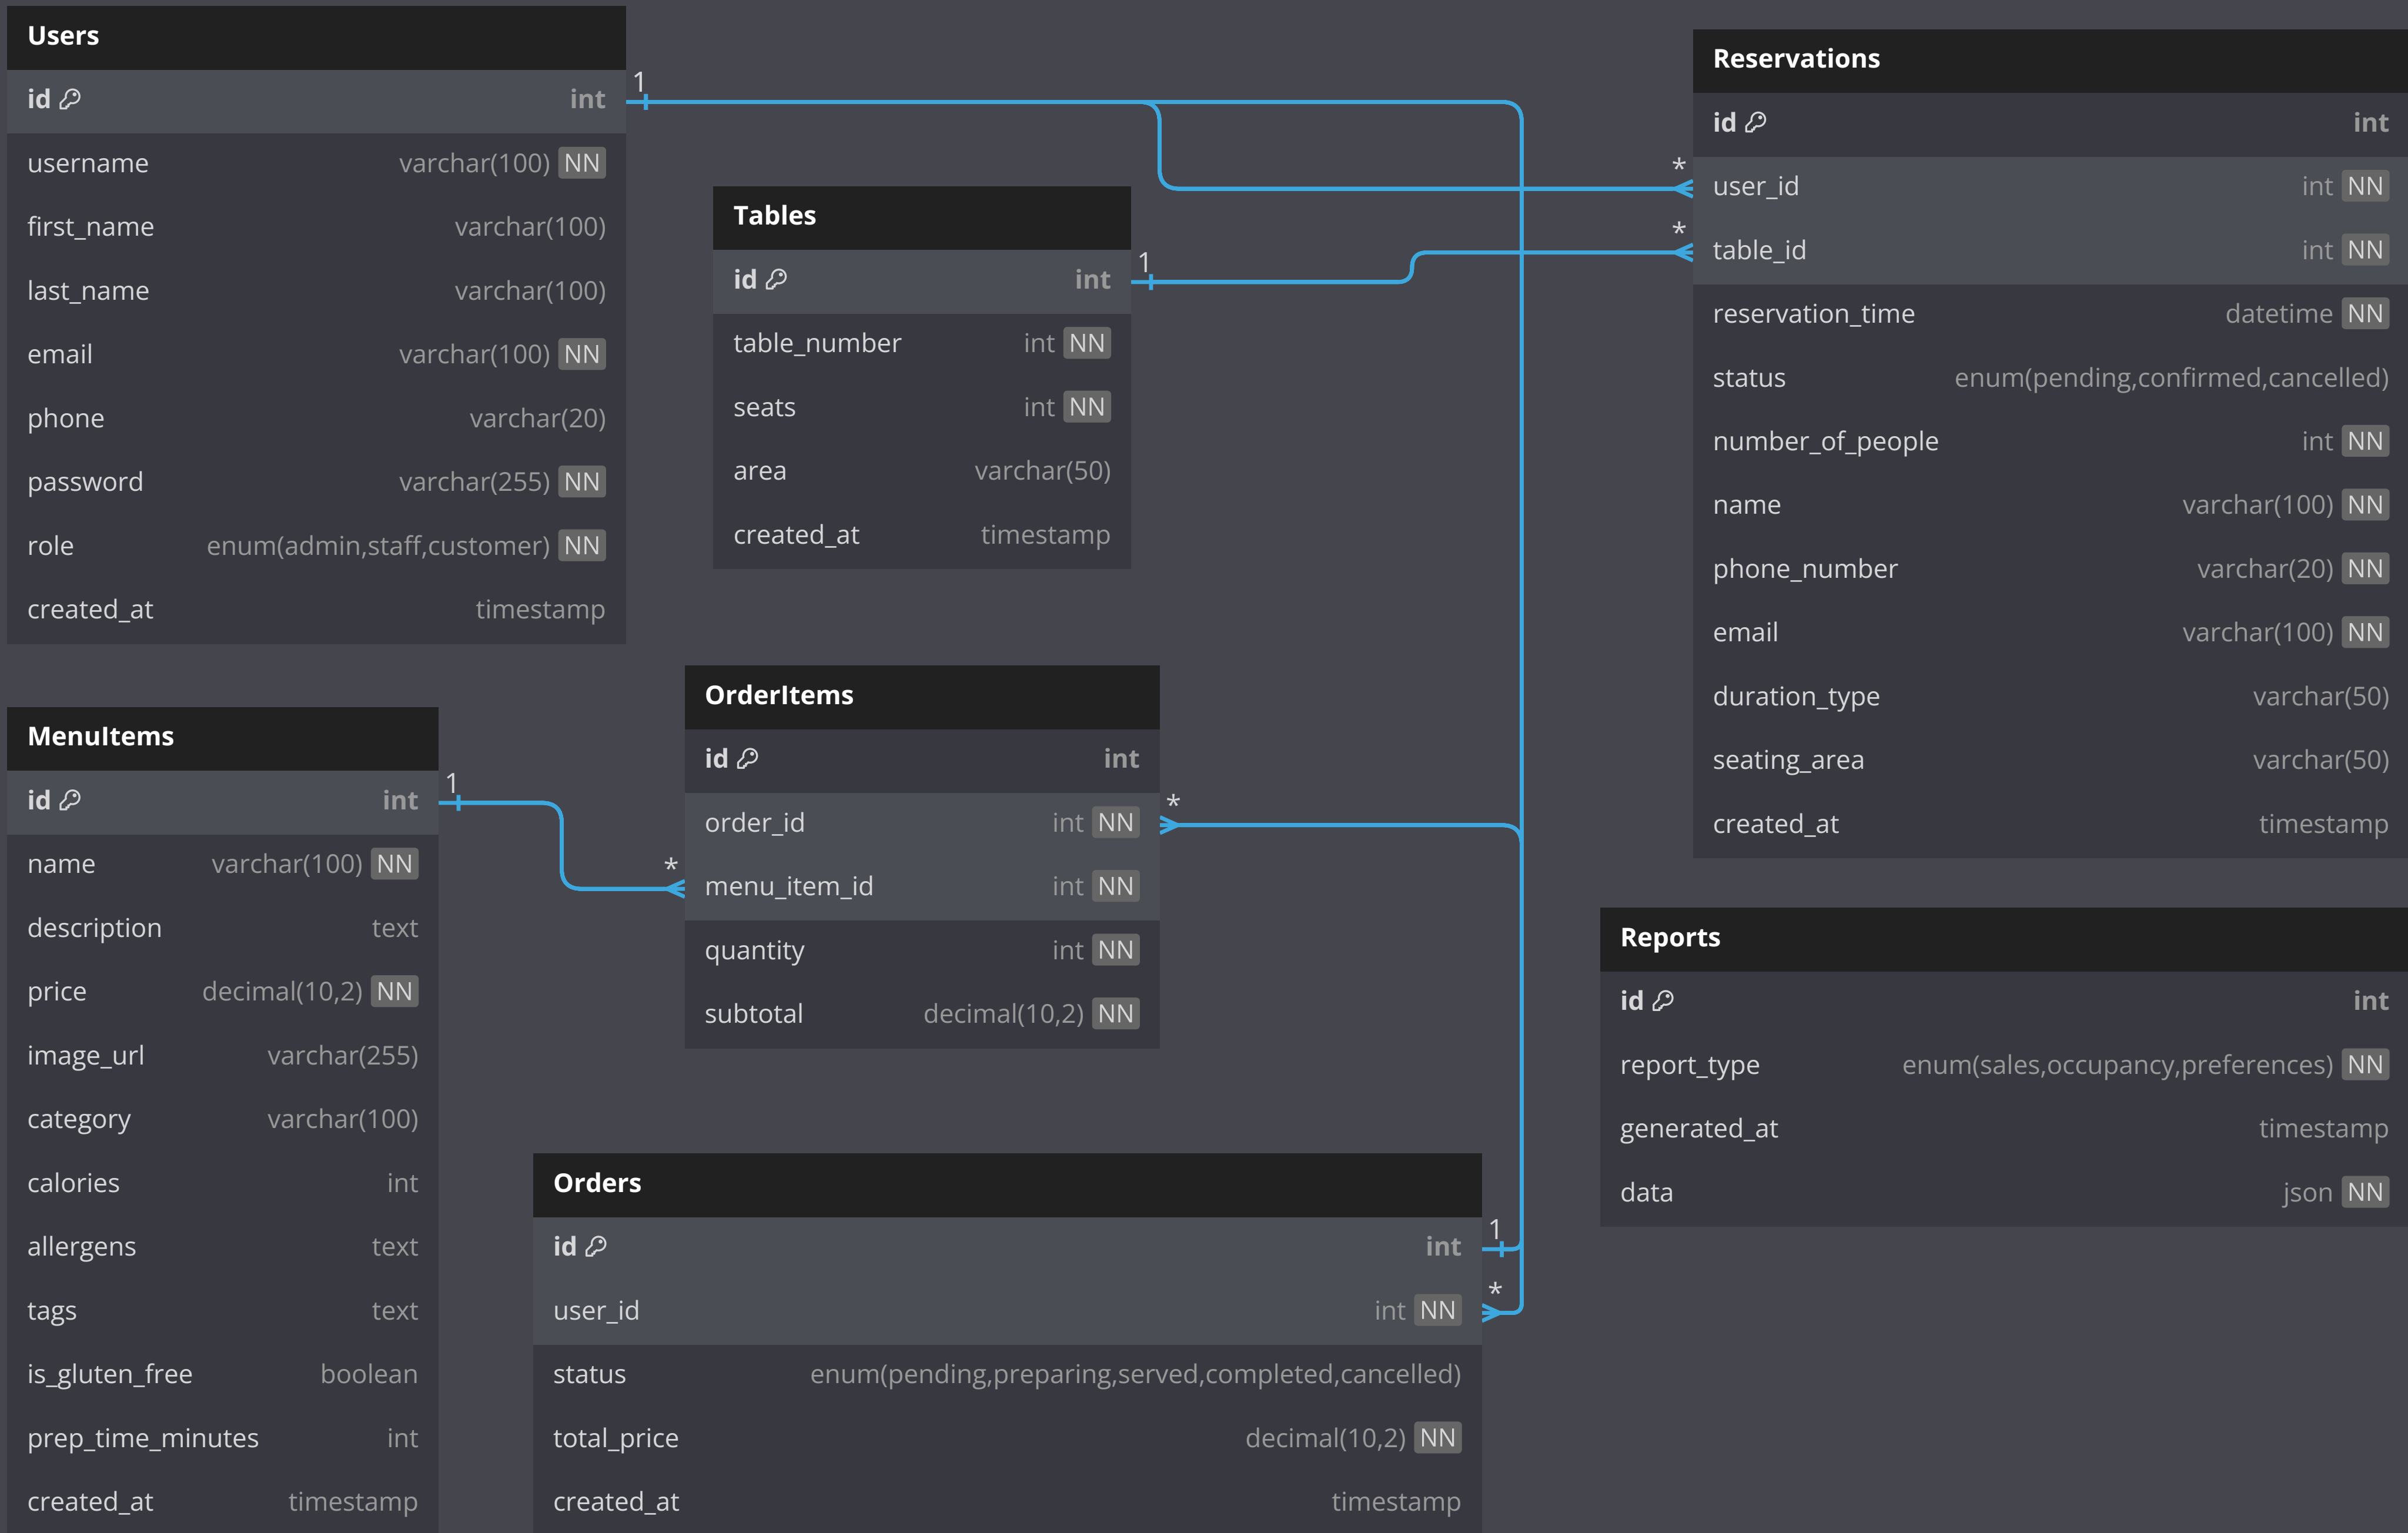 Users
id int
username varchar(100) NN
first_name varchar(100)
last_name varchar(100)
email varchar(100) NN
phone varchar(20)
password varchar(255) NN
role enum(admin,staff,customer) NN
created_at timestamp
1
Tables
id int
table_number int NN
seats int NN
area varchar(50)
created_at timestamp
1
Reservations
id int
* user_id int NN
* table_id int NN
reservation_time datetime NN
status enum(pending,confirmed,cancelled)
number_of_people int NN
name varchar(100) NN
phone_number varchar(20) NN
email varchar(100) NN
duration_type varchar(50)
seating_area varchar(50)
created_at timestamp
MenuItems
id int
name varchar(100) NN
description text
price decimal(10,2) NN
image_url varchar(255)
category varchar(100)
calories int
allergens text
tags text
is_gluten_free boolean
prep_time_minutes int
created_at timestamp
1
OrderItems
id int
order_id int NN *
* menu_item_id int NN
quantity int NN
subtotal decimal(10,2) NN
Orders
id int 1
user_id int NN *
status enum(pending,preparing,served,completed,cancelled)
total_price decimal(10,2) NN
created_at timestamp
Reports
id int
report_type enum(sales,occupancy,preferences) NN
generated_at timestamp
data json NN